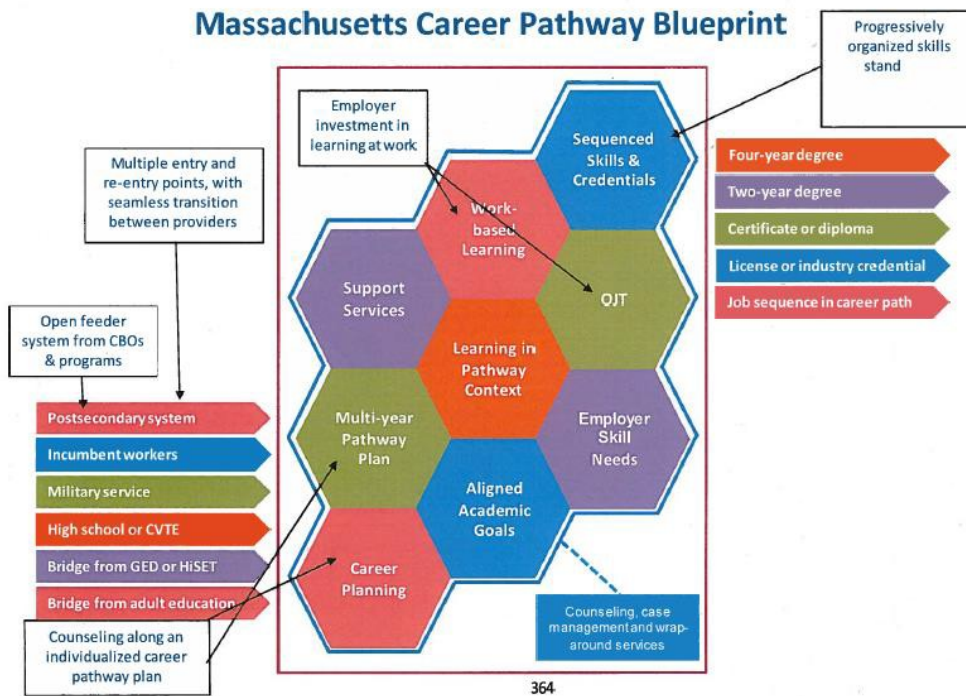 Massachusetts Career Pathway Blueprint
Progressively
organized skills
stand
Employer
investment in
learning at work
Multiple entry and
re-entry points, with
seamless transition
between providers
Open feeder
system from CBOs
& programs
Sequenced
Skills &
Credentials
Work-
based
Learning
Support
Services
OJT
Learning in
Pathway
Context
Multi-year
Pathway
Plan
Employer
Skill
Needs
Aligned
Academic
Goals
Career
Planning
Four-year degree
Two-year degree
Certificate or diploma
License or industry credential
Job sequence in career path
Postsecondary system
Incumbent workers
Military service
High school or CVTE
Bridge from GED or HiSET
Bridge from adult education
Counseling along an
individualized career
pathway plan
Counseling, case
management and wrap-
around services
364